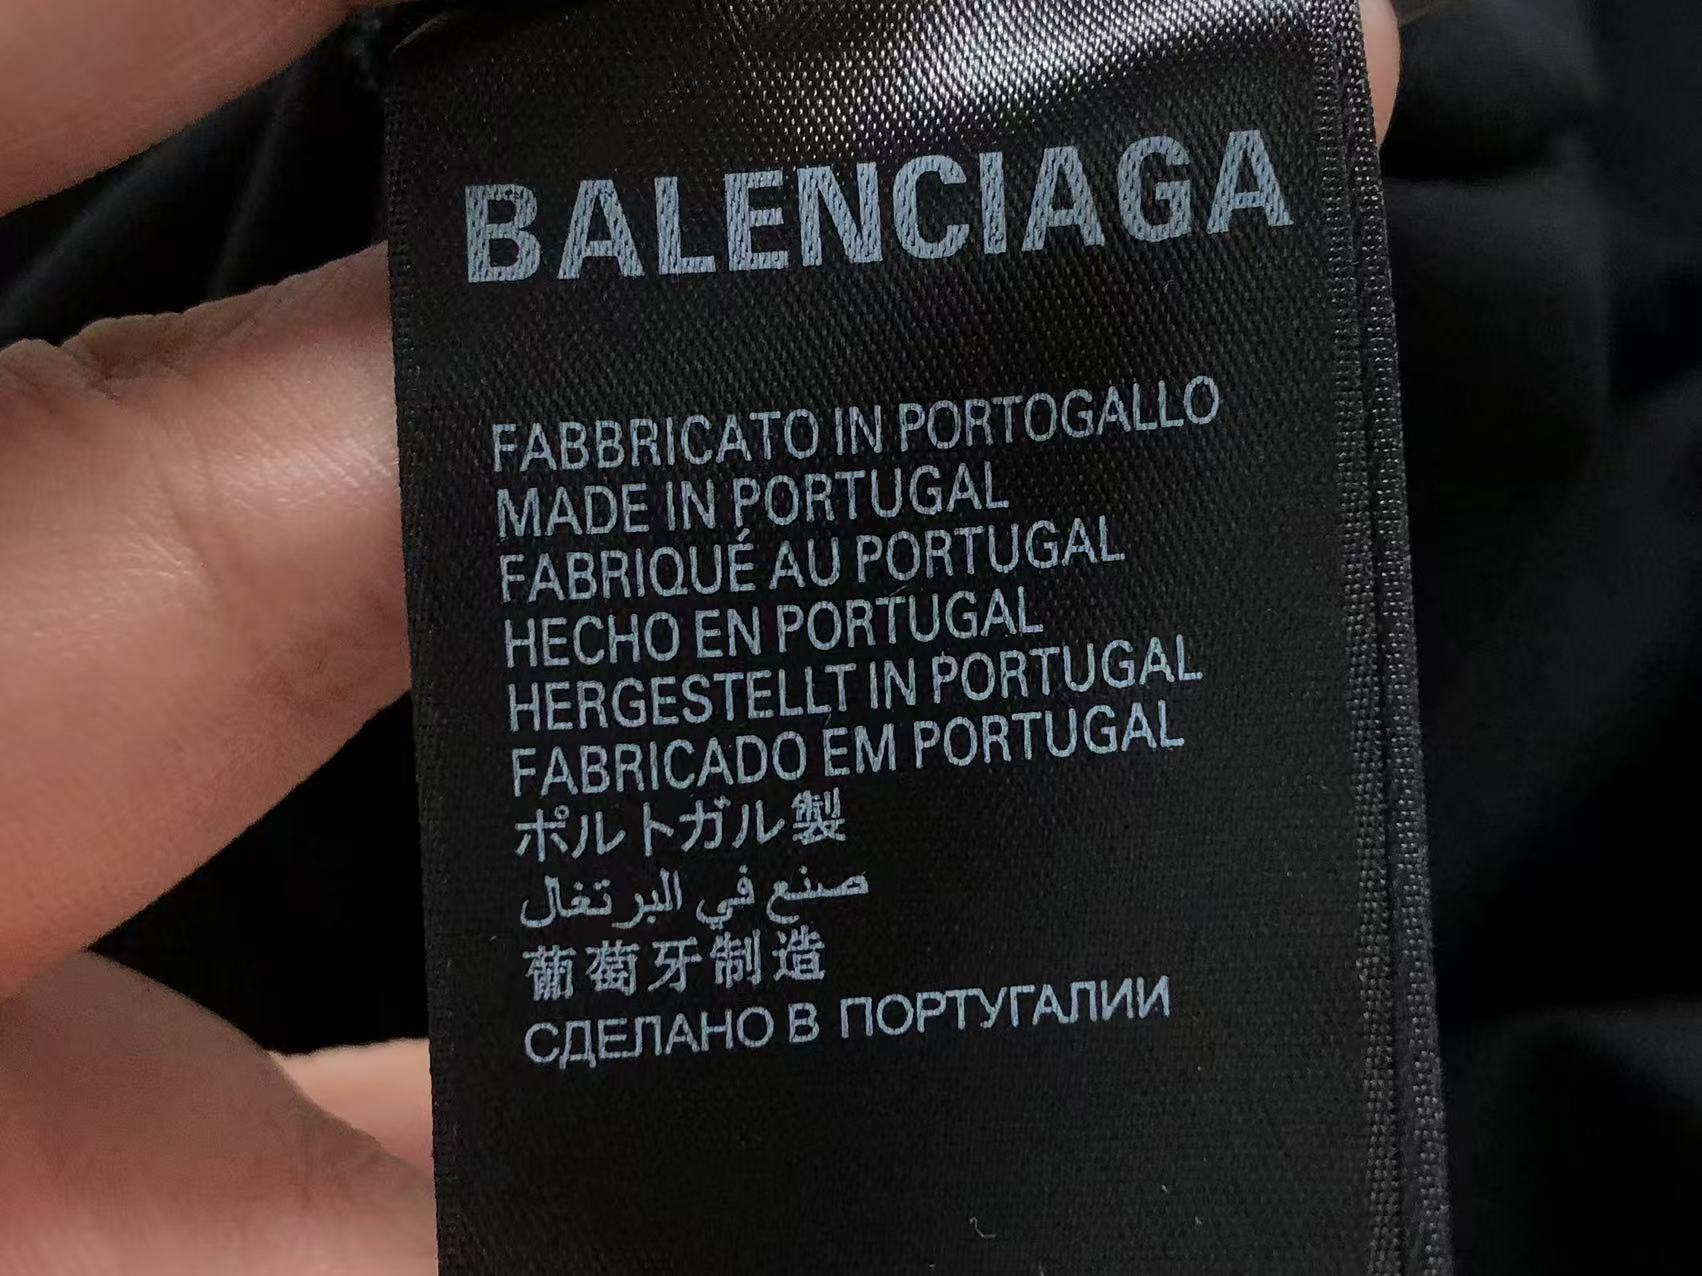 BALENCIAGA
FABBRICATO IN PORTOGALLO
MADE IN PORTUGAL
FABRIQUÉ AU PORTUGAL
HECHO EN PORTUGAL
HERGESTELLT IN PORTUGAL
FABRICADO EM PORTUGAL
ポルトガル製
صنع في البرتغال
葡萄牙制造
СДЕЛАНО В ПОРТУГАЛИИ